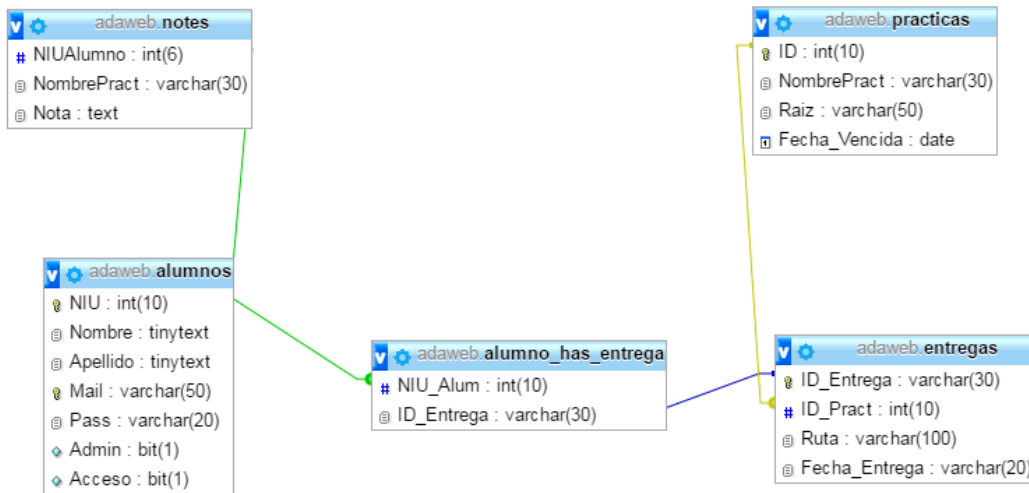 adaweb.notes
NIUAlumno : int(6)
NombrePract : varchar(30)
Nota : text
adaweb.practicas
ID : int(10)
NombrePract : varchar(30)
Raiz : varchar(50)
Fecha_Vencida : date
adaweb.alumnos
NIU : int(10)
Nombre : tinytext
Apellido : tinytext
Mail : varchar(50)
Pass : varchar(20)
Admin : bit(1)
Acceso : bit(1)
adaweb.alumno_has_entrega
NIU_Alum : int(10)
ID_Entrega : varchar(30)
adaweb.entregas
ID_Entrega : varchar(30)
ID_Pract : int(10)
Ruta : varchar(100)
Fecha_Entrega : varchar(20)